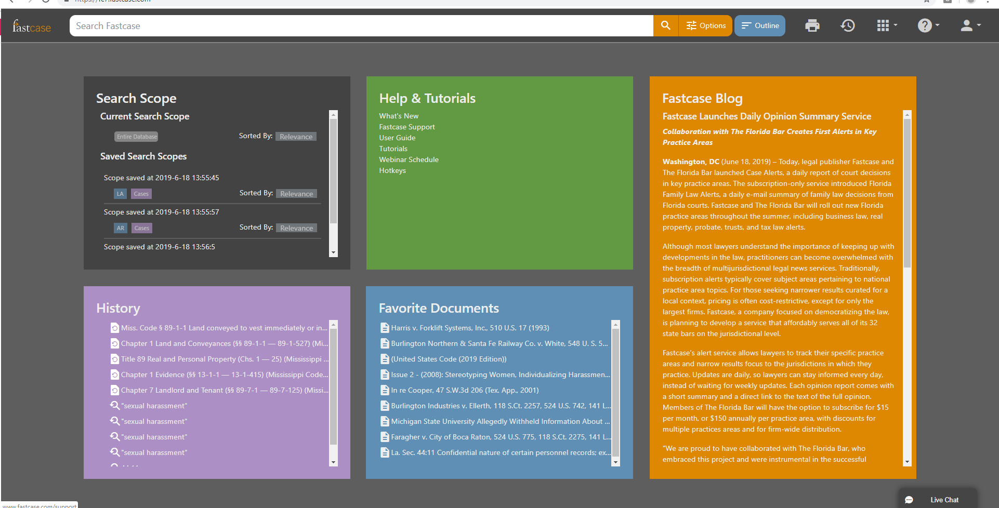 fastcase
Search Fastcase
Options
Outline
Search Scope
Current Search Scope
Entire Database
Sorted By: Relevance
Saved Search Scopes
Scope saved at 2019-6-18 13:55:45
LA Cases Sorted By: Relevance
Scope saved at 2019-6-18 13:55:57
AR Cases Sorted By: Relevance
Scope saved at 2019-6-18 13:56:5
Help & Tutorials
What's New
Fastcase Support
User Guide
Tutorials
Webinar Schedule
Hotkeys
Fastcase Blog
Fastcase Launches Daily Opinion Summary Service
Collaboration with The Florida Bar Creates First Alerts in Key
Practice Areas
Washington, DC (June 18, 2019) – Today, legal publisher Fastcase and
The Florida Bar launched Case Alerts, a daily report of court decisions
in key practice areas. The subscription-only service introduced Florida
Family Law Alerts, a daily e-mail summary of family law decisions from
Florida courts. Fastcase and The Florida Bar will roll out new Florida
practice areas throughout the summer, including business law, real
property, probate, trusts, and tax law alerts.
Although most lawyers understand the importance of keeping up with
developments in the law, practitioners can become overwhelmed with
the breadth of multijurisdictional legal news services. Traditionally,
subscription alerts typically cover subject areas pertaining to national
practice area topics. For those seeking narrower results curated for a
local context, pricing is often cost-restrictive, except for only the
largest firms. Fastcase, a company focused on democratizing the law,
is planning to develop a service that affordably serves all of its 32
state bars on the jurisdictional level.
Fastcase's alert service allows lawyers to track their specific practice
areas and narrow results focus to the jurisdictions in which they
practice. Updates are daily, so lawyers can stay informed every day,
instead of waiting for weekly updates. Each opinion report comes with
a short summary and a direct link to the text of the full opinion.
Members of The Florida Bar will have the option to subscribe for $15
per month, or $150 annually per practice area, with discounts for
multiple practices areas and for firm-wide distribution.
“We are proud to have collaborated with The Florida Bar, who
embraced this project and were instrumental in the successful
History
Miss. Code § 89-1-1 Land conveyed to vest immediately or in...
Chapter 1 Land and Conveyances (§§ 89-1-1 — 89-1-527) (Mi...
Title 89 Real and Personal Property (Chs. 1 — 25) (Mississippi ...
Chapter 1 Evidence (§§ 13-1-1 — 13-1-415) (Mississippi Code...
Chapter 7 Landlord and Tenant (§§ 89-7-1 — 89-7-125) (Missi...
"sexual harassment"
"sexual harassment"
"sexual harassment"
"sexual harassment"
Favorite Documents
Harris v. Forklift Systems, Inc., 510 U.S. 17 (1993)
Burlington Northern & Santa Fe Railway Co. v. White, 548 U. S. 5...
(United States Code (2019 Edition))
Issue 2 - (2008): Stereotyping Women, Individualizing Harassmen...
In re Cooper, 47 S.W.3d 206 (Tex. App., 2001)
Burlington Industries v. Ellerth, 118 S.Ct. 2257, 524 U.S. 742, 141 L...
Michigan State University Allegedly Withheld Information About ...
Faragher v. City of Boca Raton, 524 U.S. 775, 118 S.Ct. 2275, 141 L...
La. Sec. 44:11 Confidential nature of certain personnel records; ex...
www.fastcase.com/support
Live Chat